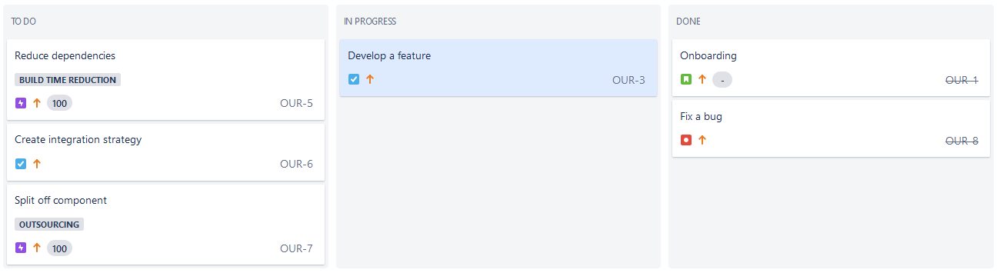 TO DO
Reduce dependencies
BUILD TIME REDUCTION
100 OUR-5
Create integration strategy
OUR-6
Split off component
OUTSOURCING
100 OUR-7
IN PROGRESS
Develop a feature
OUR-3
DONE
Onboarding
- OUR-1
Fix a bug
OUR-8